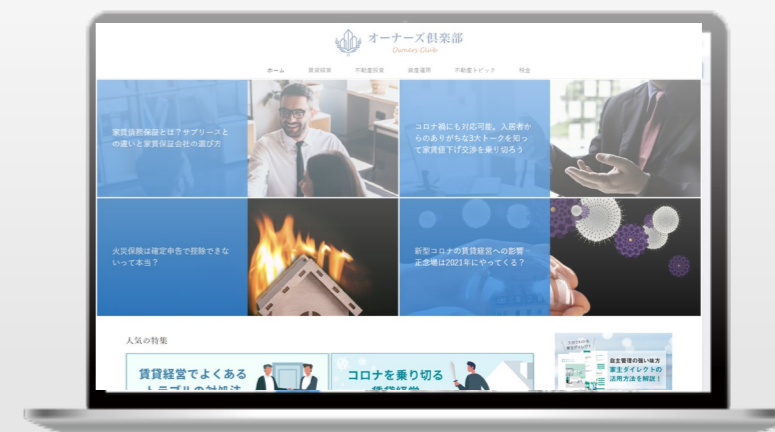 オーナーズ倶楽部
Owners Club
ホーム 賃貸経営 不動産投資 資産運用 不動産トピック 税金
家賃債務保証とは？サブリースと
の違いと家賃保証会社の選び方
コロナ禍にも対応可能。入居者か
らのありがちな3大トークを知っ
て家賃値下げ交渉を乗り切ろう
火災保険は確定申告で控除できな
いって本当？
新型コロナの賃貸経営への影響
正念場は2021年にやってくる？
人気の特集
賃貸経営でよくある
トラブルの対処法
コロナを乗り切る
賃貸経営
自主管理の強い味方
家主ダイレクトの
活用方法を解説！